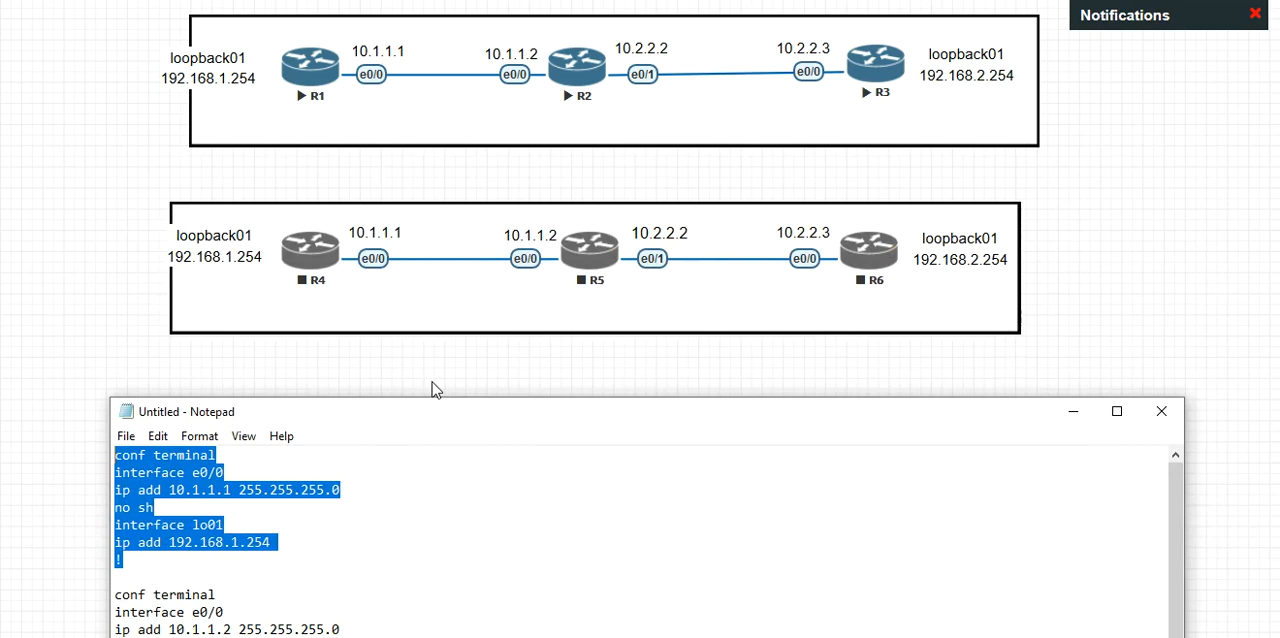 Notifications
loopback01
192.168.1.254
10.1.1.1
e0/0
R1
10.1.1.2
e0/0
R2
10.2.2.2
e0/1
10.2.2.3
e0/0
R3
loopback01
192.168.2.254
loopback01
192.168.1.254
10.1.1.1
e0/0
R4
10.1.1.2
e0/0
R5
10.2.2.2
e0/1
10.2.2.3
e0/0
R6
loopback01
192.168.2.254
Untitled - Notepad
File Edit Format View Help
conf terminal
interface e0/0
ip add 10.1.1.1 255.255.255.0
no sh
interface lo01
ip add 192.168.1.254
!
conf terminal
interface e0/0
ip add 10.1.1.2 255.255.255.0